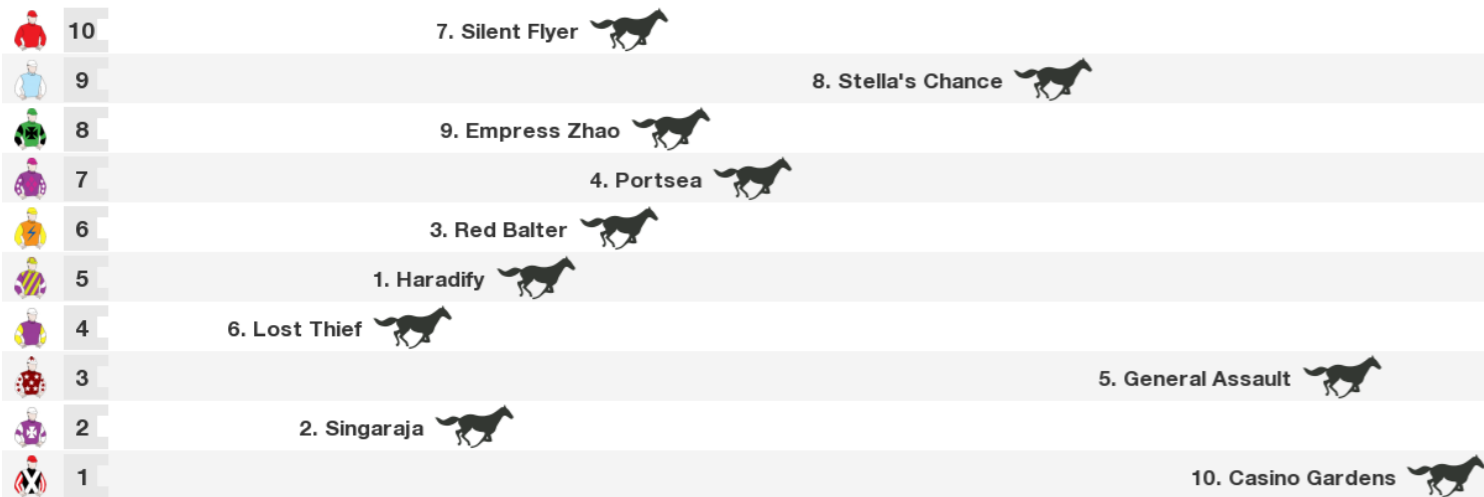 10 7. Silent Flyer
9 8. Stella's Chance
8 9. Empress Zhao
7 4. Portsea
6 3. Red Balter
5 1. Haradify
4 6. Lost Thief
3 5. General Assault
2 2. Singaraja
1 10. Casino Gardens